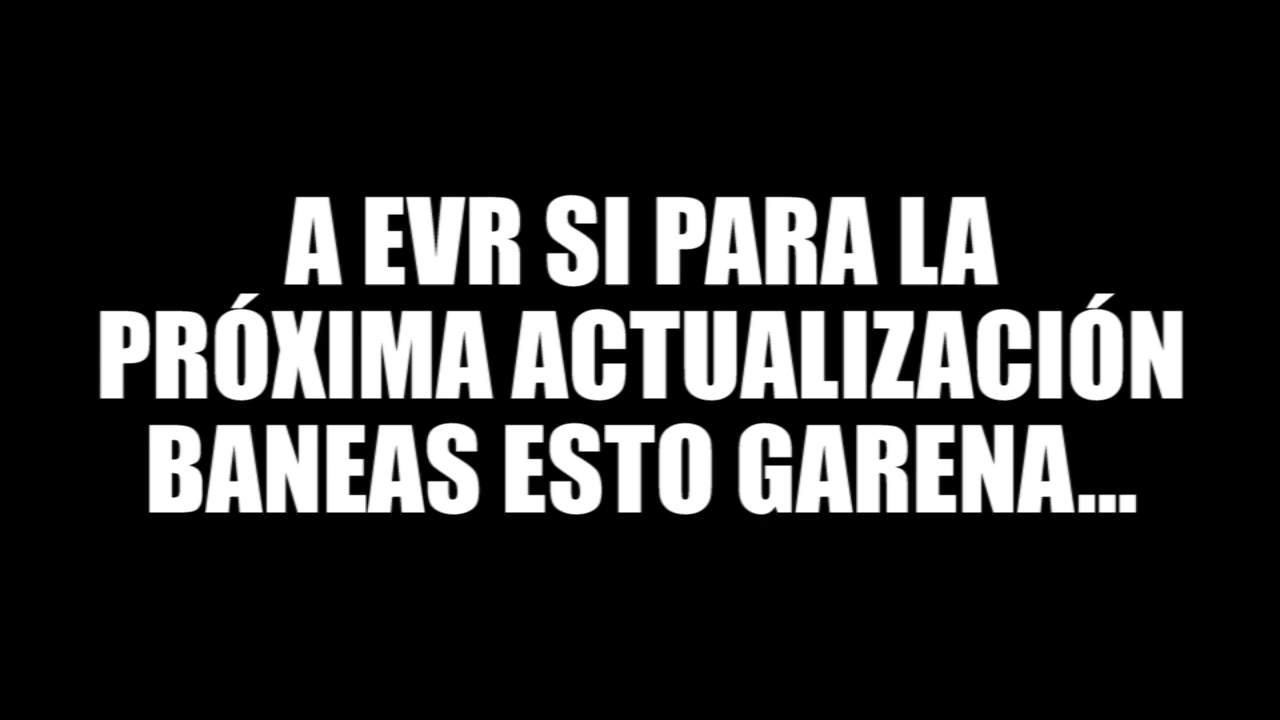 A EVR SI PARA LA
PRÓXIMA ACTUALIZACIÓN
BANEAS ESTO GARENA...